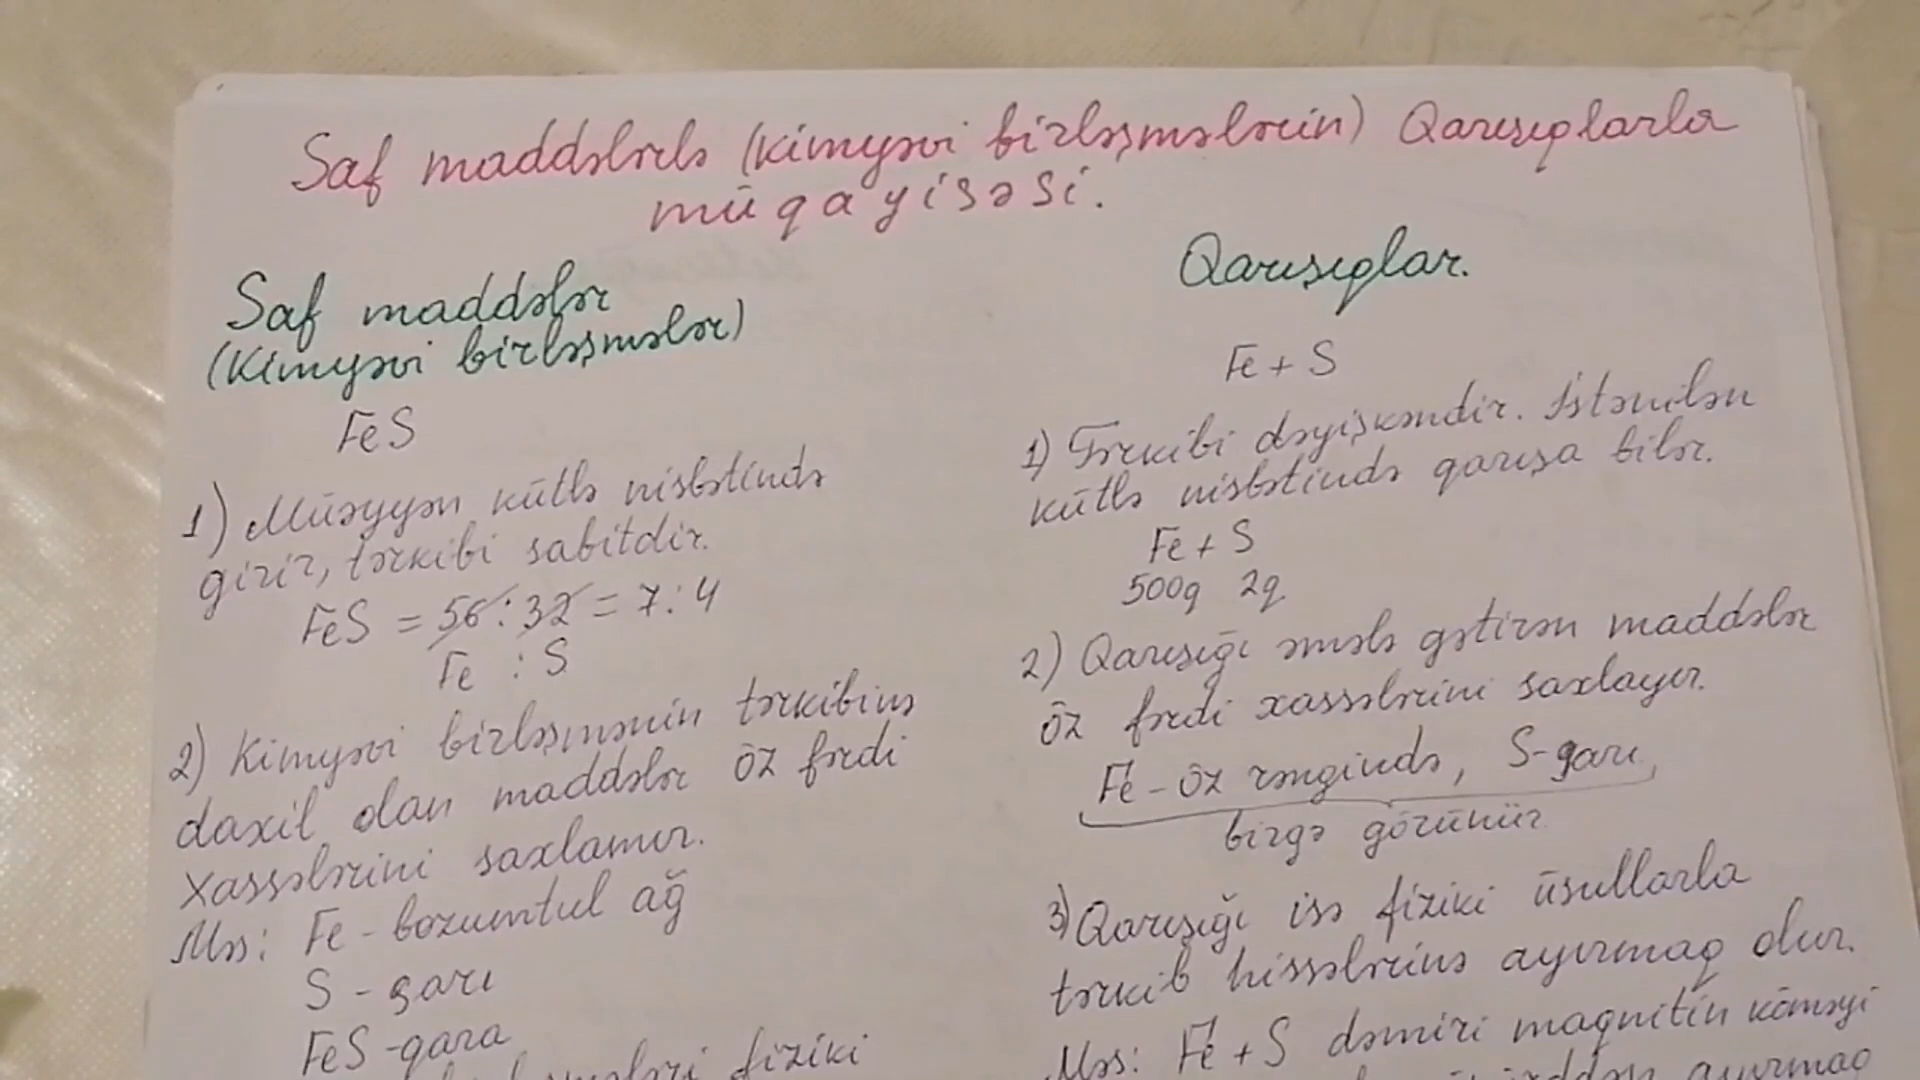 Saf maddələrlə (kimyəvi birləşmələrin) Qarışıqlarla
müqayisəsi.
Saf maddələr
(Kimyəvi birləşmələr)
FeS
1) Müəyyən kütlə nisbətində
girir, tərkibi sabitdir.
FeS = 56 : 32 = 7 : 4
Fe : S
2) Kimyəvi birləşmənin tərkibinə
daxil olan maddələr öz fərdi
xassələrini saxlamır.
Məs: Fe - bozumtul ağ
S - sarı
FeS - qara
fiziki
Qarışıqlar.
Fe + S
1) Tərkibi dəyişkəndir. İstənilən
kütlə nisbətində qarışa bilər.
Fe + S
500q 2q
2) Qarışığı əmələ gətirən maddələr
öz fərdi xassələrini saxlayır.
Fe - öz rəngində, S - sarı
birgə görünür
3) Qarışığı isə fiziki üsullarla
tərkib hissələrinə ayırmaq olur.
Məs: Fe + S dəmiri maqnitin köməyi
ayırmaq